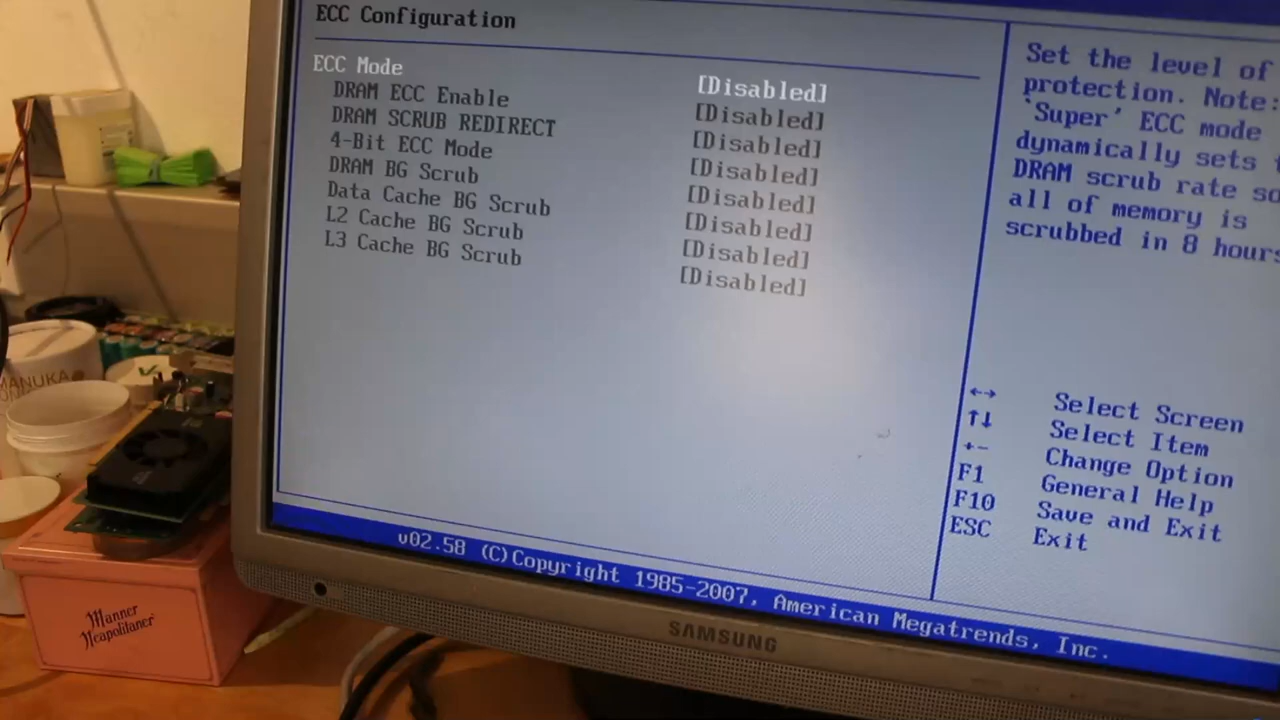 ECC Configuration
ECC Mode [Disabled]
DRAM ECC Enable [Disabled]
DRAM SCRUB REDIRECT [Disabled]
4-Bit ECC Mode [Disabled]
DRAM BG Scrub [Disabled]
Data Cache BG Scrub [Disabled]
L2 Cache BG Scrub [Disabled]
L3 Cache BG Scrub [Disabled]
Set the level of
protection. Note:
`Super' ECC mode
dynamically sets
DRAM scrub rate so
all of memory is
scrubbed in 8 hours
←→ Select Screen
↑↓ Select Item
+- Change Option
F1 General Help
F10 Save and Exit
ESC Exit
v02.58 (C)Copyright 1985-2007, American Megatrends, Inc.
SAMSUNG
MANUKA
Manner
Neapolitaner